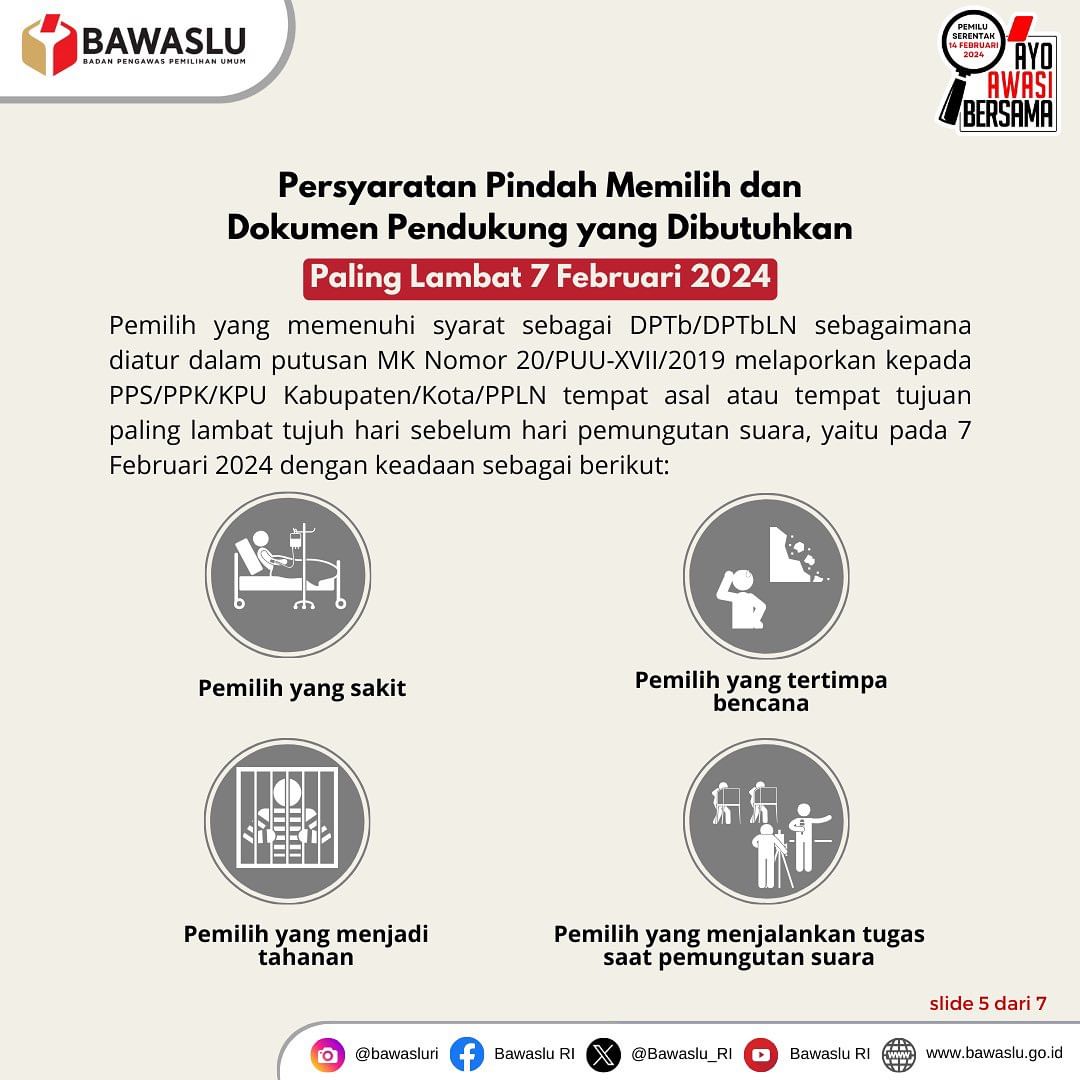 BAWASLU
BADAN PENGAWAS PEMILIHAN UMUM
PEMILU
SERENTAK
14 FEBRUARI
2024
AYO
AWASI
BERSAMA
Persyaratan Pindah Memilih dan
Dokumen Pendukung yang Dibutuhkan
Paling Lambat 7 Februari 2024
Pemilih yang memenuhi syarat sebagai DPTb/DPTbLN sebagaimana
diatur dalam putusan MK Nomor 20/PUU-XVII/2019 melaporkan kepada
PPS/PPK/KPU Kabupaten/Kota/PPLN tempat asal atau tempat tujuan
paling lambat tujuh hari sebelum hari pemungutan suara, yaitu pada 7
Februari 2024 dengan keadaan sebagai berikut:
Pemilih yang sakit
Pemilih yang tertimpa
bencana
Pemilih yang menjadi
tahanan
Pemilih yang menjalankan tugas
saat pemungutan suara
slide 5 dari 7
@bawasluri
Bawaslu RI
@Bawaslu_RI
Bawaslu RI
www
www.bawaslu.go.id